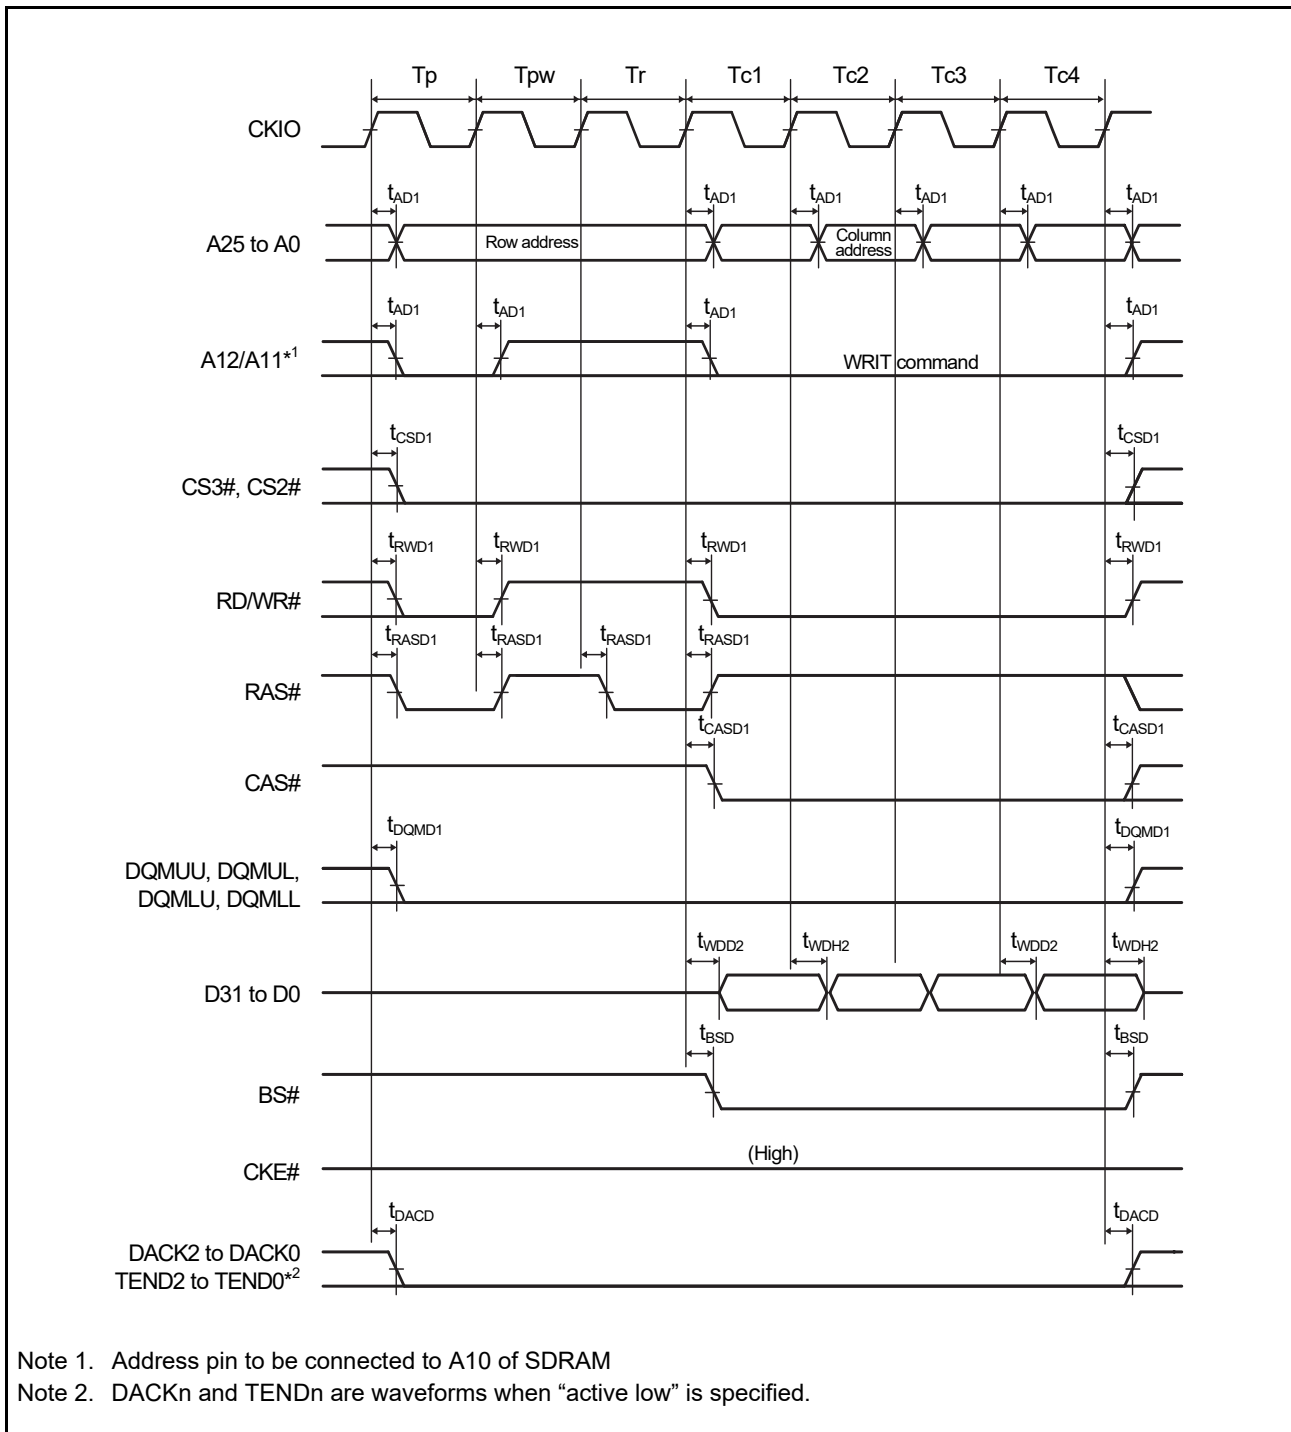 Tp Tpw Tr Tc1 Tc2 Tc3 Tc4
CKIO
tAD1 tAD1 tAD1 tAD1 tAD1 tAD1
A25 to A0 Row address Column
address
tAD1 tAD1 tAD1 tAD1
A12/A11*1 WRIT command
tCSD1 tCSD1
CS3#, CS2#
tRWD1 tRWD1 tRWD1 tRWD1
RD/WR#
tRASD1 tRASD1 tRASD1 tRASD1
RAS#
tCASD1 tCASD1
CAS#
tDQMD1 tDQMD1
DQMUU, DQMUL,
DQMLU, DQMLL
tWDD2 tWDH2 tWDD2 tWDH2
D31 to D0
tBSD tBSD
BS#
(High)
CKE#
tDACD tDACD
DACK2 to DACK0
TEND2 to TEND0*2
Note 1. Address pin to be connected to A10 of SDRAM
Note 2. DACKn and TENDn are waveforms when “active low” is specified.